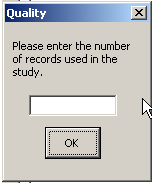 Quality
Please enter the number
of records used in the
study.
OK